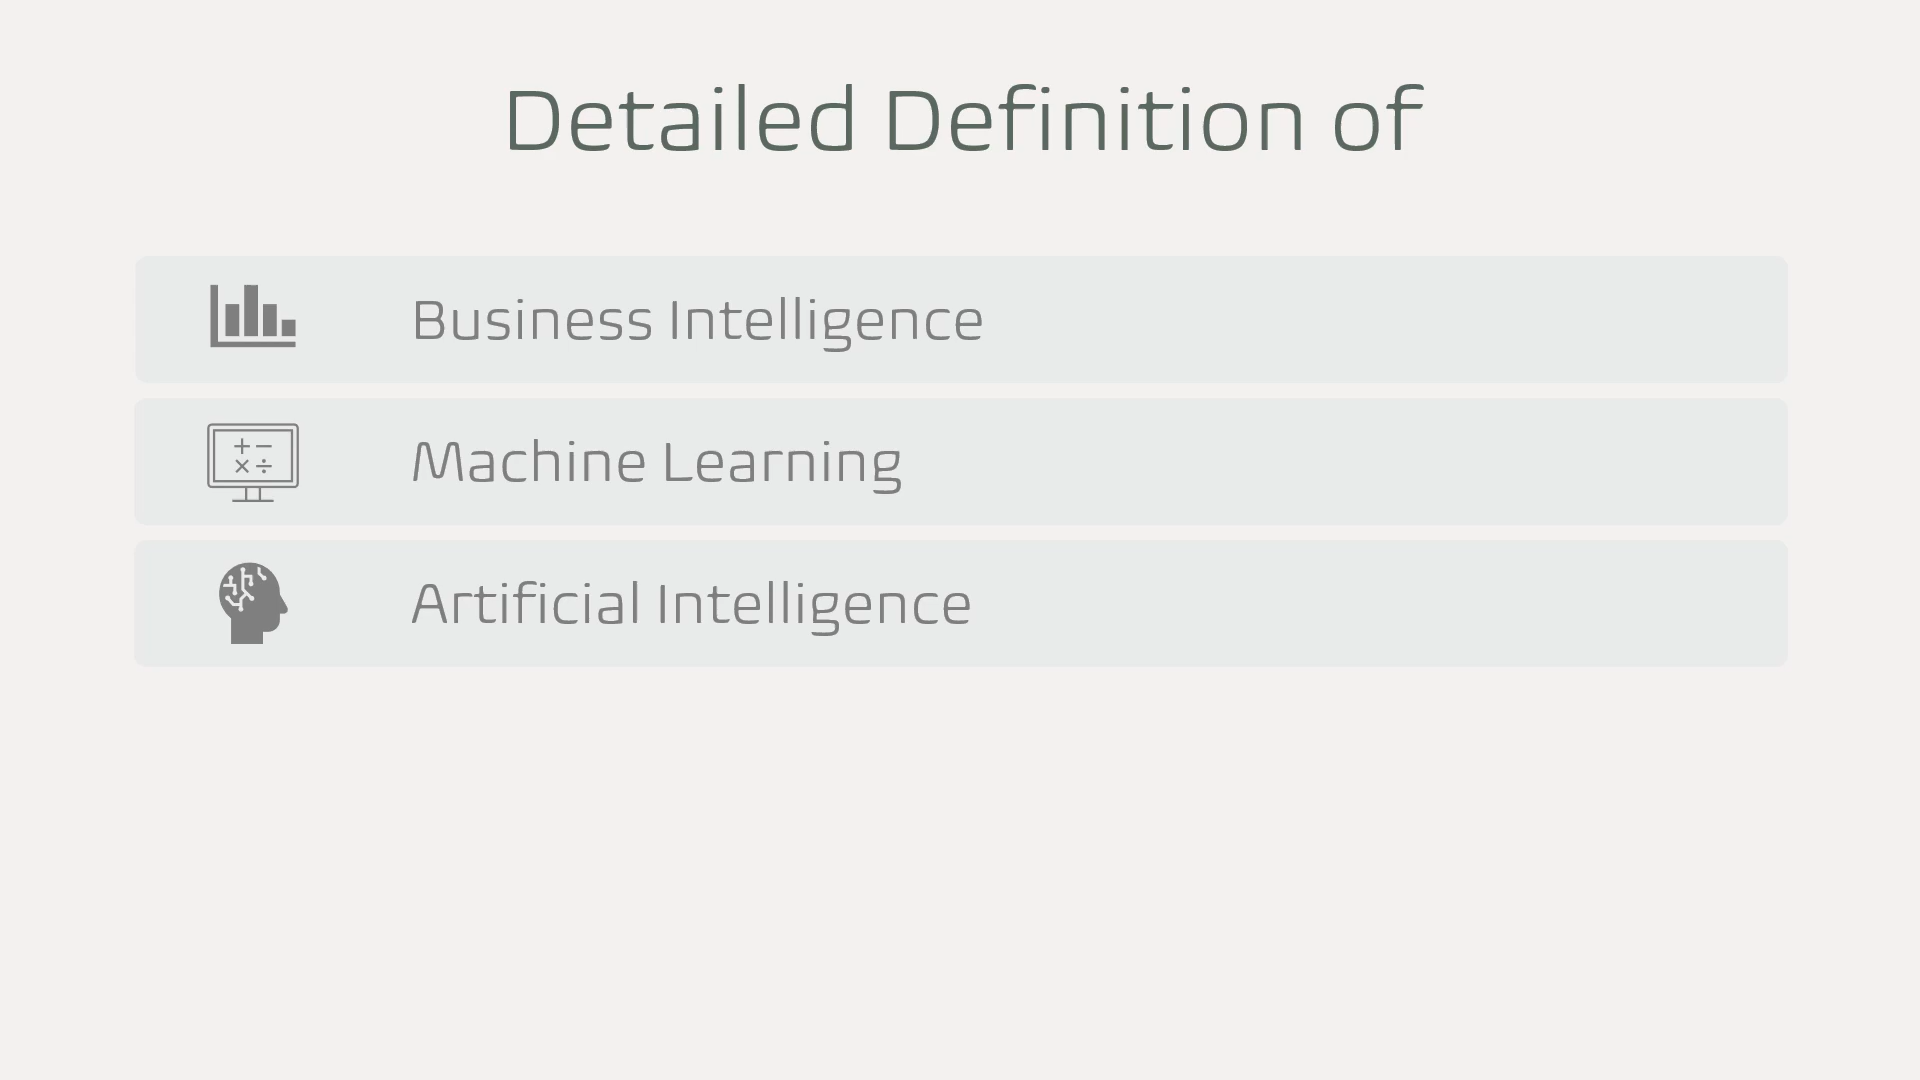 Detailed Definition of
Business Intelligence
Machine Learning
Artificial Intelligence